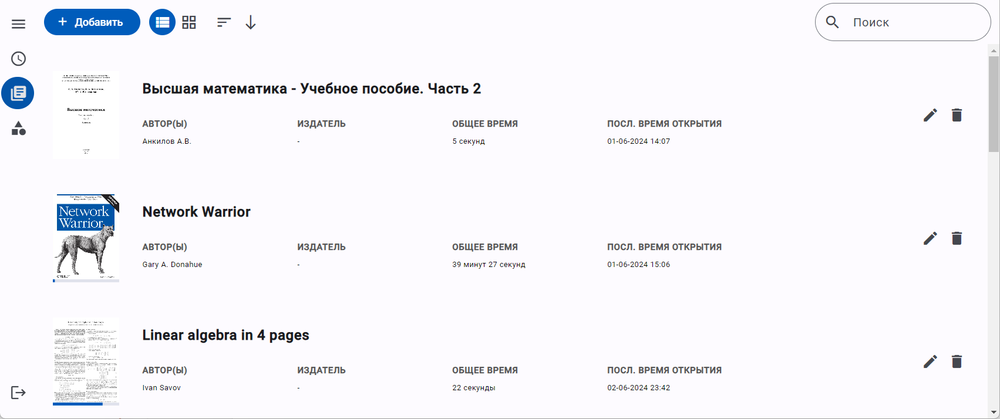 + Добавить
Поиск
Высшая математика
Высшая математика - Учебное пособие. Часть 2
АВТОР(Ы) ИЗДАТЕЛЬ ОБЩЕЕ ВРЕМЯ ПОСЛ. ВРЕМЯ ОТКРЫТИЯ
Анкилов А.В. - 5 секунд 01-06-2024 14:07
Network
Warrior
Network Warrior
АВТОР(Ы) ИЗДАТЕЛЬ ОБЩЕЕ ВРЕМЯ ПОСЛ. ВРЕМЯ ОТКРЫТИЯ
Gary A. Donahue - 39 минут 27 секунд 01-06-2024 15:06
Linear algebra in 4 pages
АВТОР(Ы) ИЗДАТЕЛЬ ОБЩЕЕ ВРЕМЯ ПОСЛ. ВРЕМЯ ОТКРЫТИЯ
Ivan Savov - 22 секунды 02-06-2024 23:42